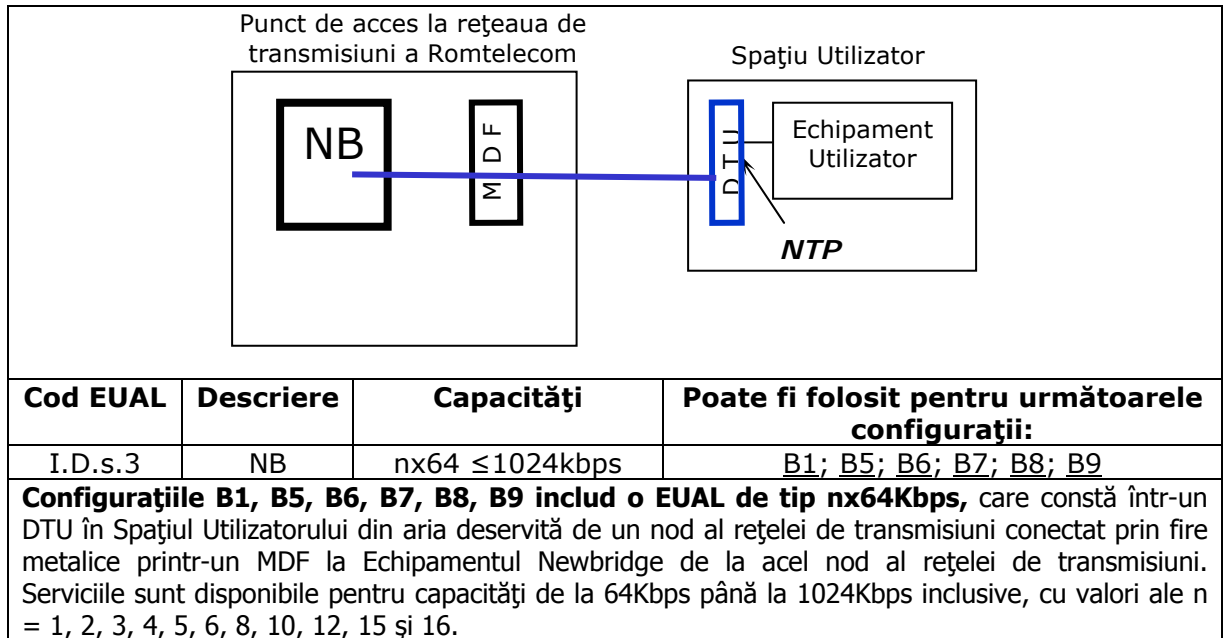 Punct de acces la reţeaua de
transmisiuni a Romtelecom
Spaţiu Utilizator
NB
MDF
DTU
Echipament
Utilizator
NTP
Cod EUAL Descriere Capacităţi Poate fi folosit pentru următoarele
configuraţii:
I.D.s.3 NB nx64 ≤1024kbps B1; B5; B6; B7; B8; B9
Configuraţiile B1, B5, B6, B7, B8, B9 includ o EUAL de tip nx64Kbps, care constă într-un
DTU în Spaţiul Utilizatorului din aria deservită de un nod al reţelei de transmisiuni conectat prin fire
metalice printr-un MDF la Echipamentul Newbridge de la acel nod al reţelei de transmisiuni.
Serviciile sunt disponibile pentru capacităţi de la 64Kbps până la 1024Kbps inclusive, cu valori ale n
= 1, 2, 3, 4, 5, 6, 8, 10, 12, 15 şi 16.